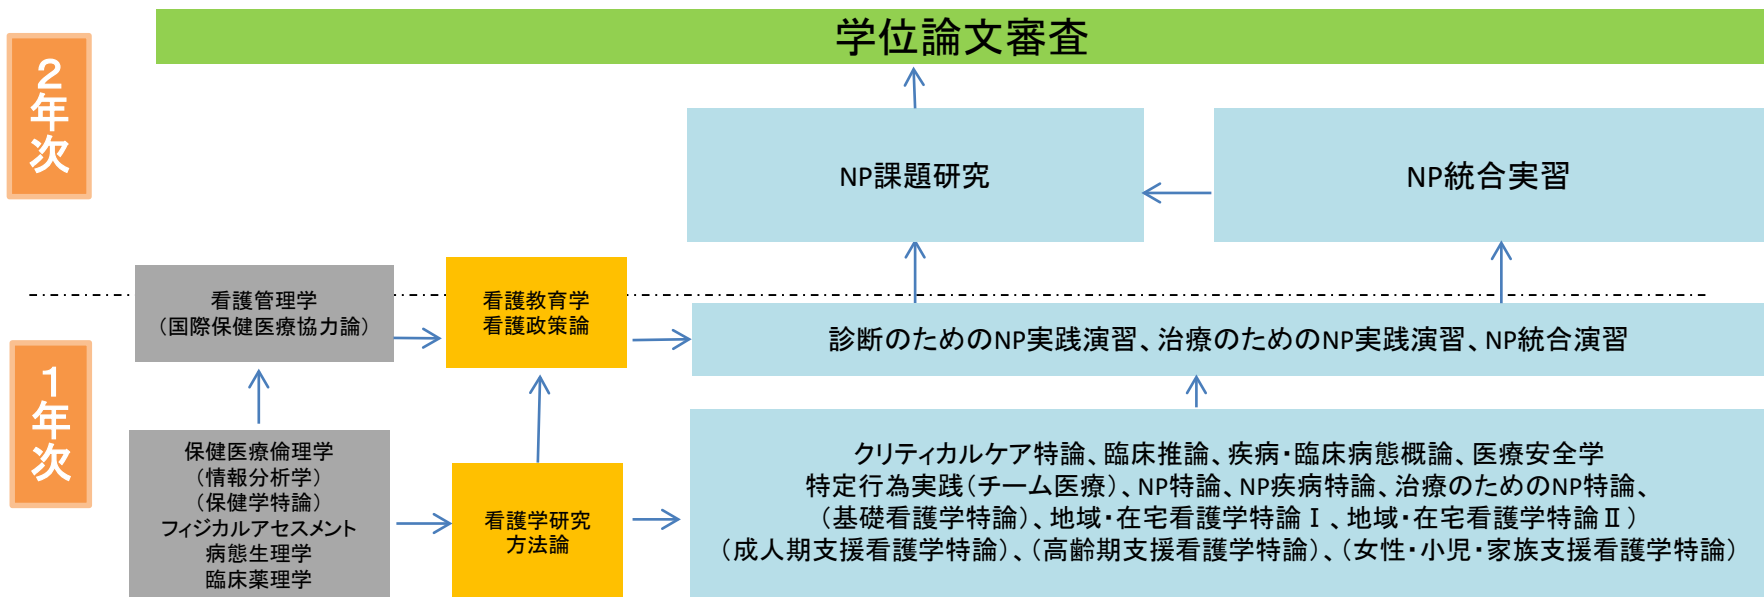 学位論文審査
2年次
NP課題研究
NP統合実習
看護管理学
(国際保健医療協力論)
看護教育学
看護政策論
診断のためのNP実践演習、治療のためのNP実践演習、NP統合演習
1年次
保健医療倫理学
(情報分析学)
(保健学特論)
フィジカルアセスメント
病態生理学
臨床薬理学
看護学研究
方法論
クリティカルケア特論、臨床推論、疾病・臨床病態概論、医療安全学
特定行為実践(チーム医療)、NP特論、NP疾病特論、治療のためのNP特論、
(基礎看護学特論)、地域・在宅看護学特論Ⅰ、地域・在宅看護学特論Ⅱ)
(成人期支援看護学特論)、(高齢期支援看護学特論)、(女性・小児・家族支援看護学特論)